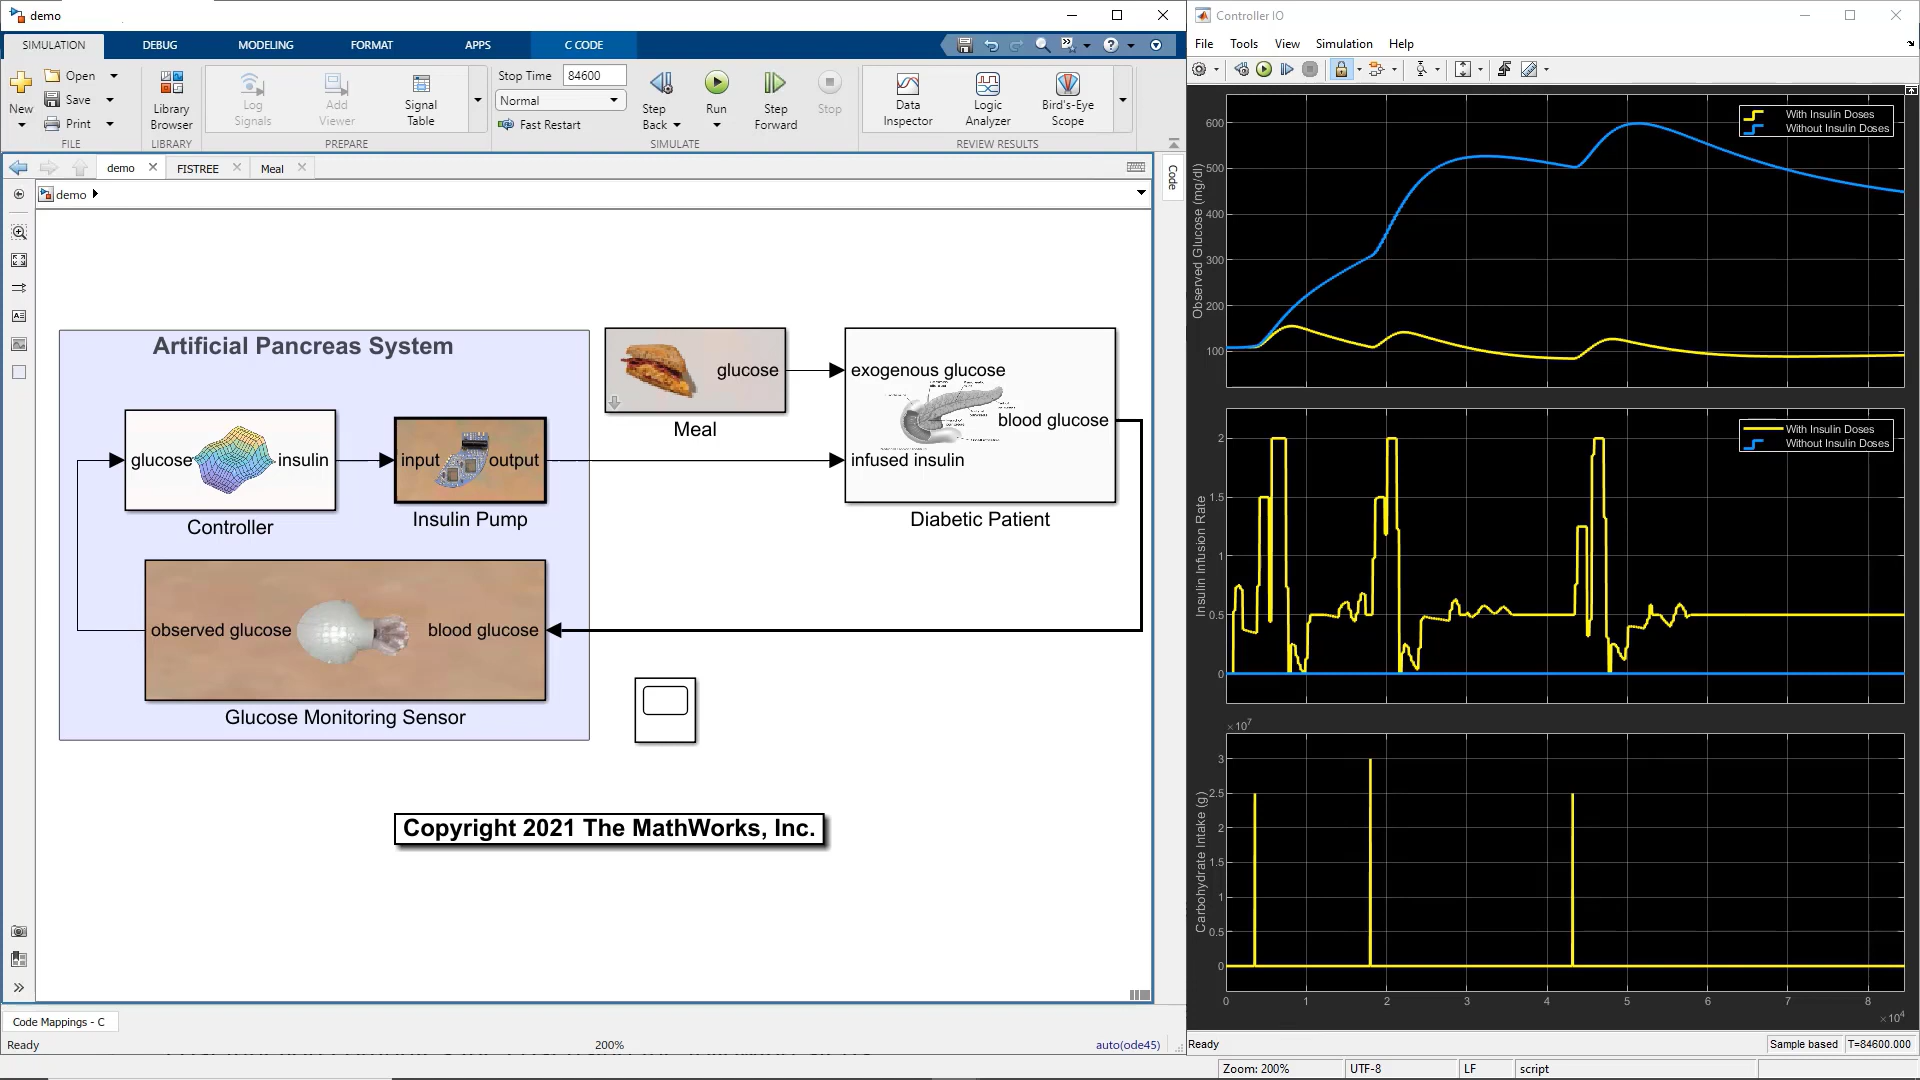 demo
SIMULATION DEBUG MODELING FORMAT APPS C CODE
New
Open
Save
Print
FILE
Library Browser
LIBRARY
Log Signals
Add Viewer
Signal Table
PREPARE
Stop Time 84600
Normal
Fast Restart
Step Back
Run
Step Forward
Stop
SIMULATE
Data Inspector
Logic Analyzer
Bird's-Eye Scope
REVIEW RESULTS
demo FISTREE Meal
demo
Code
Artificial Pancreas System
glucose insulin
Controller
input output
Insulin Pump
observed glucose blood glucose
Glucose Monitoring Sensor
glucose
Meal
exogenous glucose
blood glucose
infused insulin
Diabetic Patient
Copyright 2021 The MathWorks, Inc.
Code Mappings - C
Ready 200% auto(ode45)
Controller IO
File Tools View Simulation Help
Observed Glucose (mg/dl)
600
500
400
300
200
100
With Insulin Doses
Without Insulin Doses
Insulin Infusion Rate
2
1.5
1
0.5
0
With Insulin Doses
Without Insulin Doses
×10⁷
Carbohydrate Intake (g)
3
2.5
2
1.5
1
0.5
0
0 1 2 3 4 5 6 7 8
×10⁴
Ready Sample based T=84600.000
Zoom: 200% UTF-8 LF script